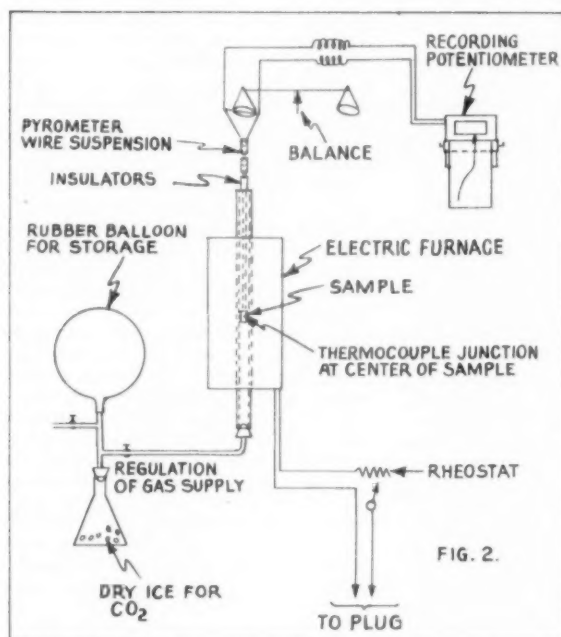 RECORDING
POTENTIOMETER
PYROMETER
WIRE SUSPENSION
BALANCE
INSULATORS
RUBBER BALLOON
FOR STORAGE
ELECTRIC FURNACE
SAMPLE
THERMOCOUPLE JUNCTION
AT CENTER OF SAMPLE
REGULATION
OF GAS SUPPLY
RHEOSTAT
FIG. 2.
DRY ICE FOR
CO₂
TO PLUG